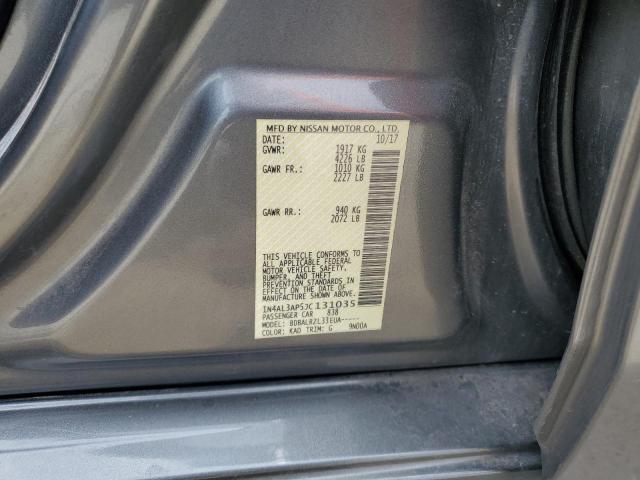 MFD BY NISSAN MOTOR CO., LTD.
DATE: 10/17
GVWR: 1917 KG
4226 LB
GAWR FR.: 1010 KG
2227 LB
GAWR RR.: 940 KG
2072 LB
THIS VEHICLE CONFORMS TO
ALL APPLICABLE FEDERAL
MOTOR VEHICLE SAFETY,
BUMPER, AND THEFT
PREVENTION STANDARDS
IN EFFECT ON THE DATE OF
MANUFACTURE SHOWN ABOVE.
1N4AL3AP5JC131035
PASSENGER CAR 838
MODEL: BDBALRZL33EUA-----
COLOR: KAD TRIM: G 9N00A